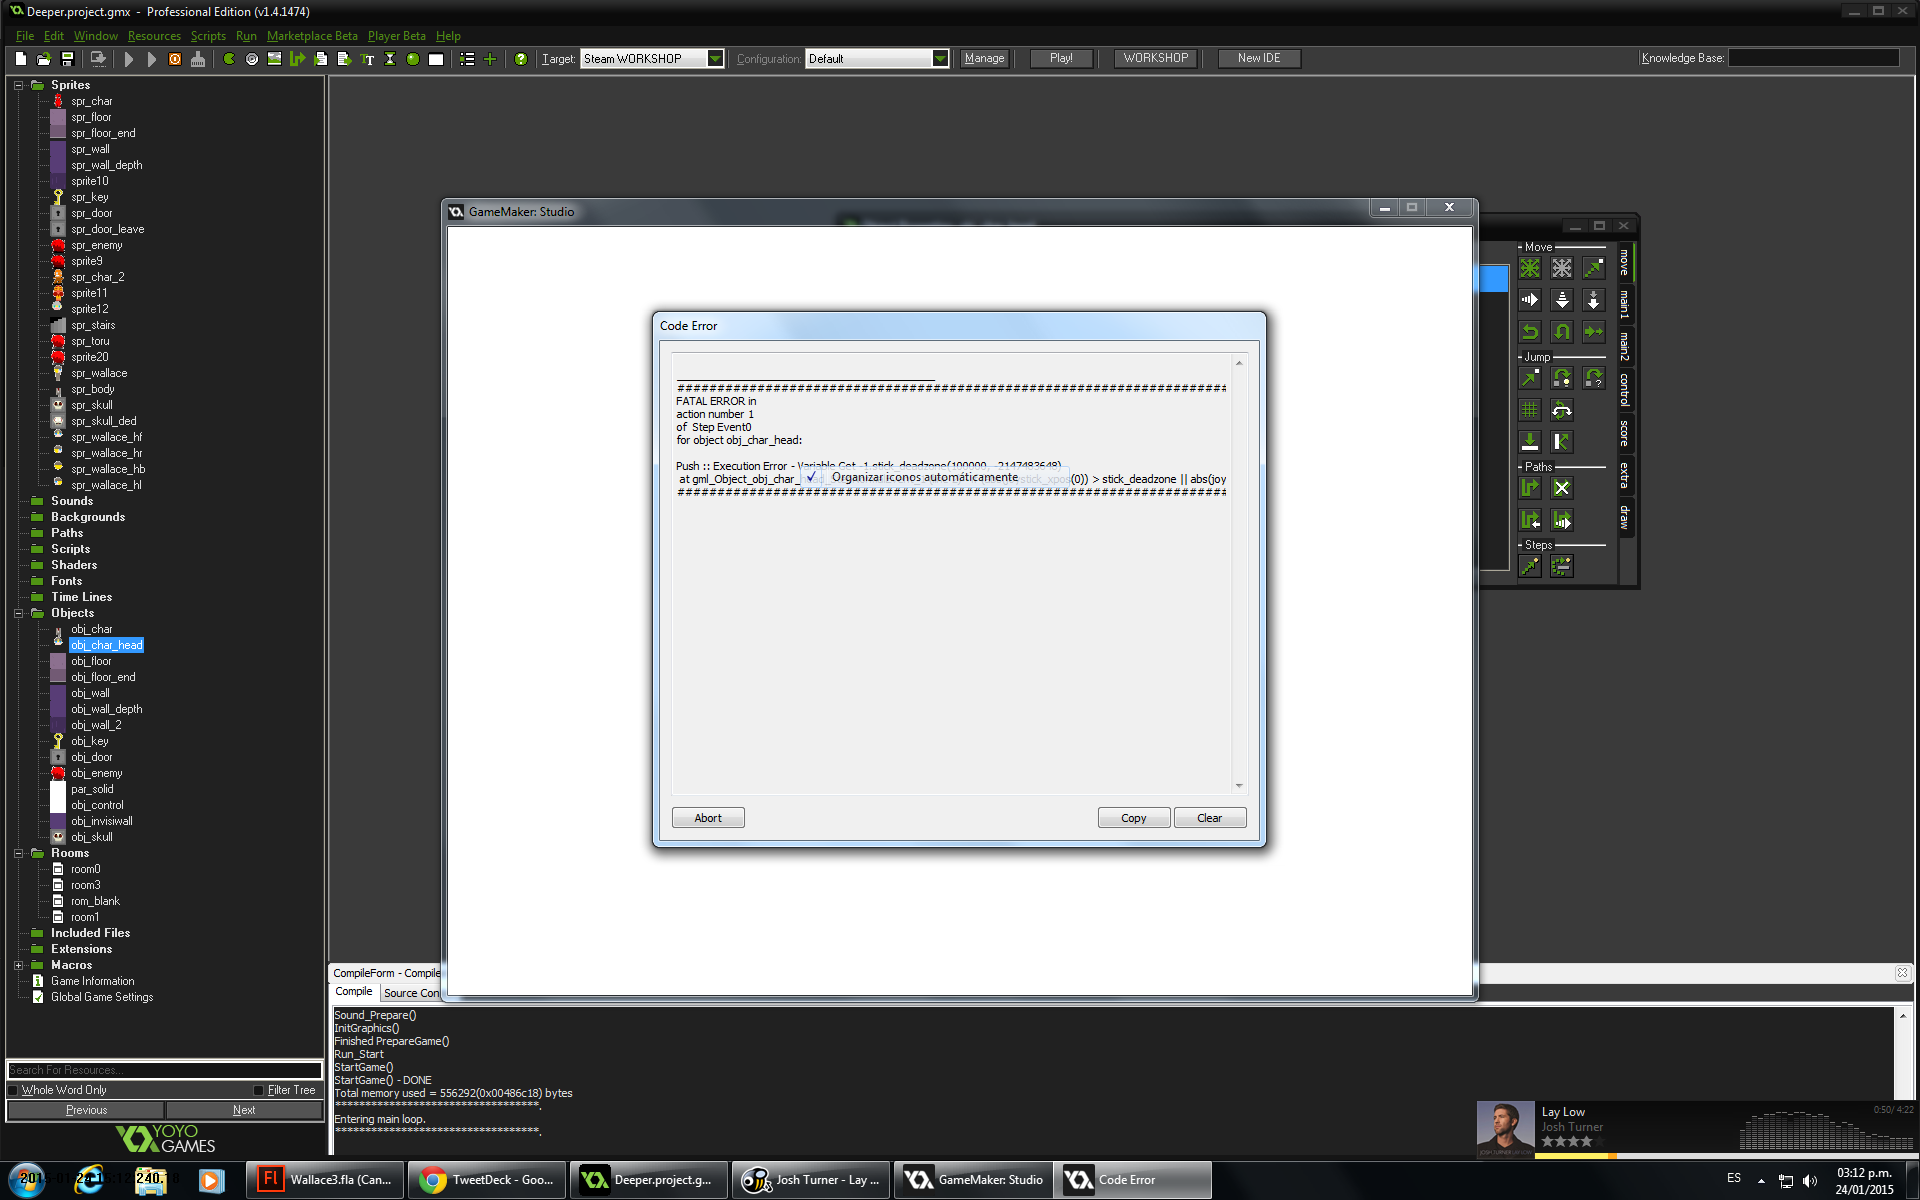 Deeper.project.gmx - Professional Edition (v1.4.1474)
File Edit Window Resources Scripts Run Marketplace Beta Player Beta Help
Target: Steam WORKSHOP Configuration: Default Manage Play! WORKSHOP New IDE Knowledge Base:
Sprites
spr_char
spr_floor
spr_floor_end
spr_wall
spr_wall_depth
sprite10
spr_key
spr_door
spr_door_leave
spr_enemy
sprite9
spr_char_2
sprite11
sprite12
spr_stairs
spr_toru
sprite20
spr_wallace
spr_body
spr_skull
spr_skull_ded
spr_wallace_hf
spr_wallace_hr
spr_wallace_hb
spr_wallace_hl
Sounds
Backgrounds
Paths
Scripts
Shaders
Fonts
Time Lines
Objects
obj_char
obj_char_head
obj_floor
obj_floor_end
obj_wall
obj_wall_depth
obj_wall_2
obj_key
obj_door
obj_enemy
par_solid
obj_control
obj_invisiwall
obj_skull
Rooms
room0
room3
rom_blank
room1
Included Files
Extensions
Macros
Game Information
Global Game Settings
Search For Resources...
Whole Word Only Filter Tree
Previous Next
YOYO
GAMES
GameMaker: Studio
Code Error
FATAL ERROR in
action number 1
of Step Event0
for object obj_char_head:
Push :: Execution Error - Variable Get -1.stick_deadzone(100000, -2147483648)
at gml_Object_obj_char_ stick_xpos(0)) > stick_deadzone || abs(joy
Organizar iconos automáticamente
Abort Copy Clear
Move
Jump
Paths
Steps
move
main1
main2
control
score
extra
draw
CompileForm - Compile
Compile Source Con
Sound_Prepare()
InitGraphics()
Finished PrepareGame()
Run_Start
StartGame()
StartGame() - DONE
Total memory used = 556292(0x00486c18) bytes
**********************************.
Entering main loop.
**********************************.
Lay Low 0:50/ 4:22
Josh Turner
Wallace3.fla (Can...
TweetDeck - Goo...
Deeper.project.g...
Josh Turner - Lay ...
GameMaker: Studio
Code Error
ES
03:12 p.m.
24/01/2015